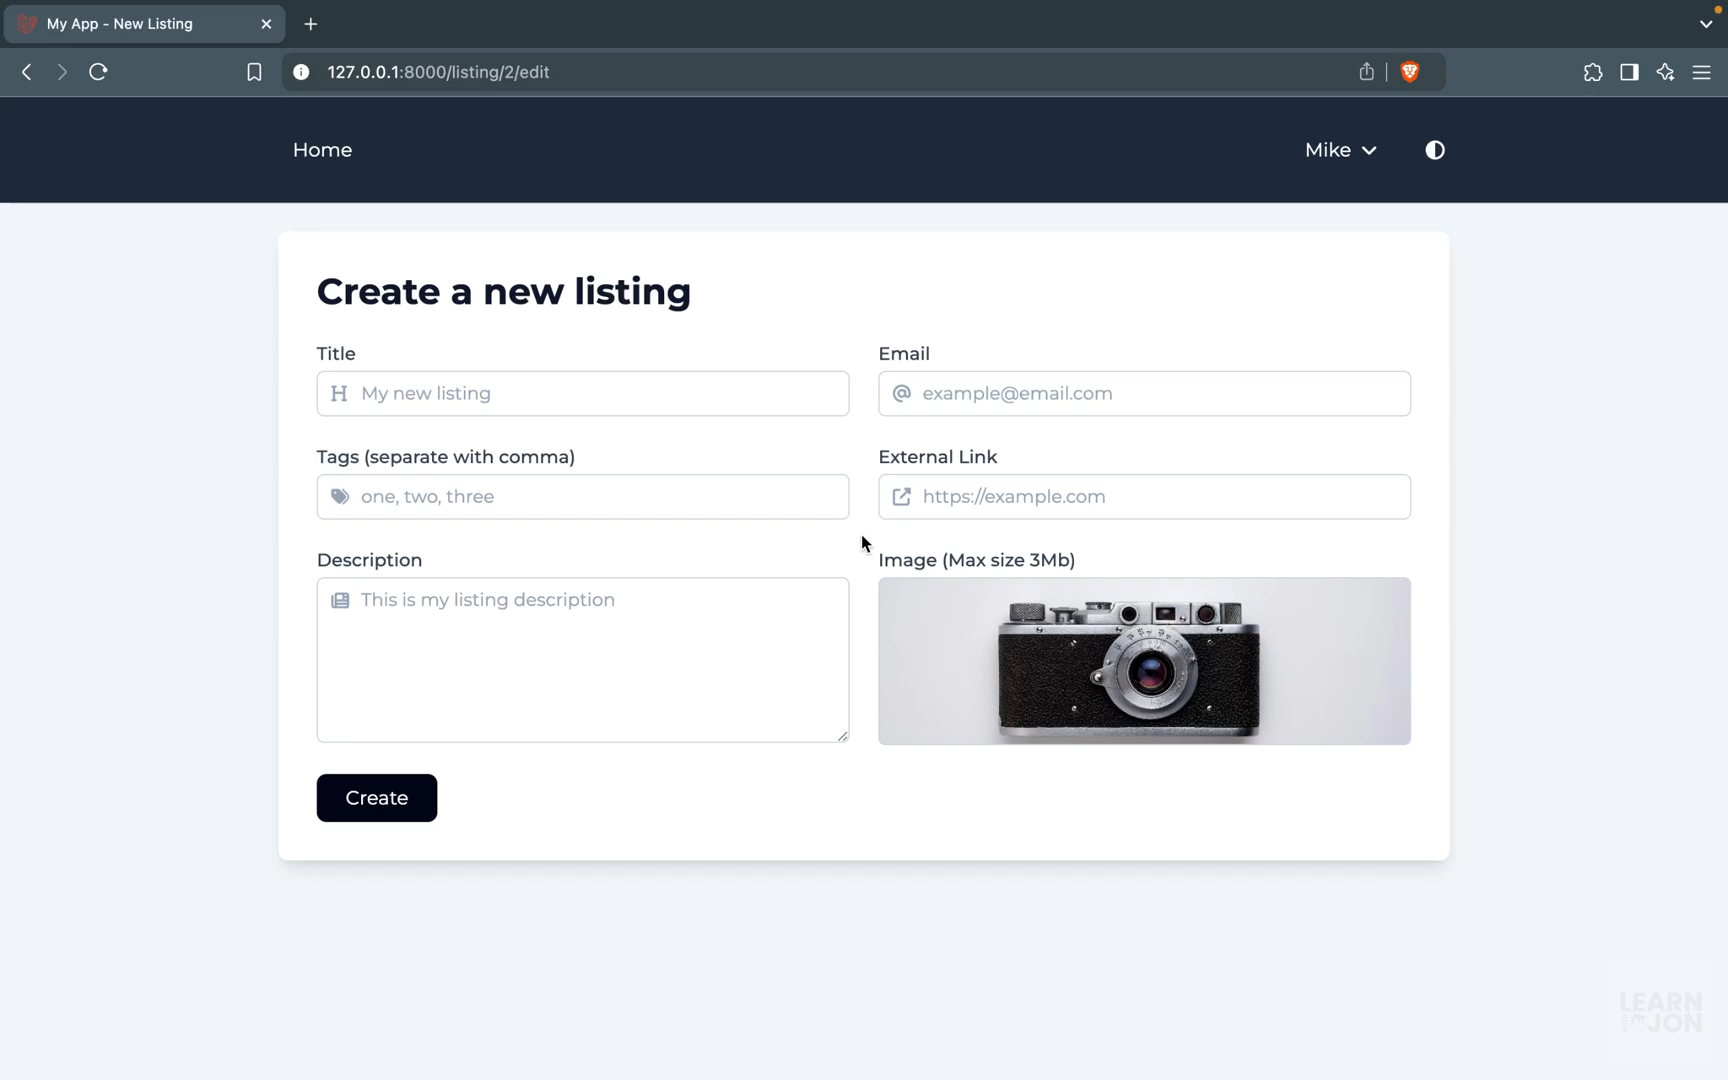 My App - New Listing
127.0.0.1:8000/listing/2/edit
Home
Mike
Create a new listing
Title
Email
My new listing
example@email.com
Tags (separate with comma)
External Link
one, two, three
https://example.com
Description
Image (Max size 3Mb)
This is my listing description
Create
LEARN
JON